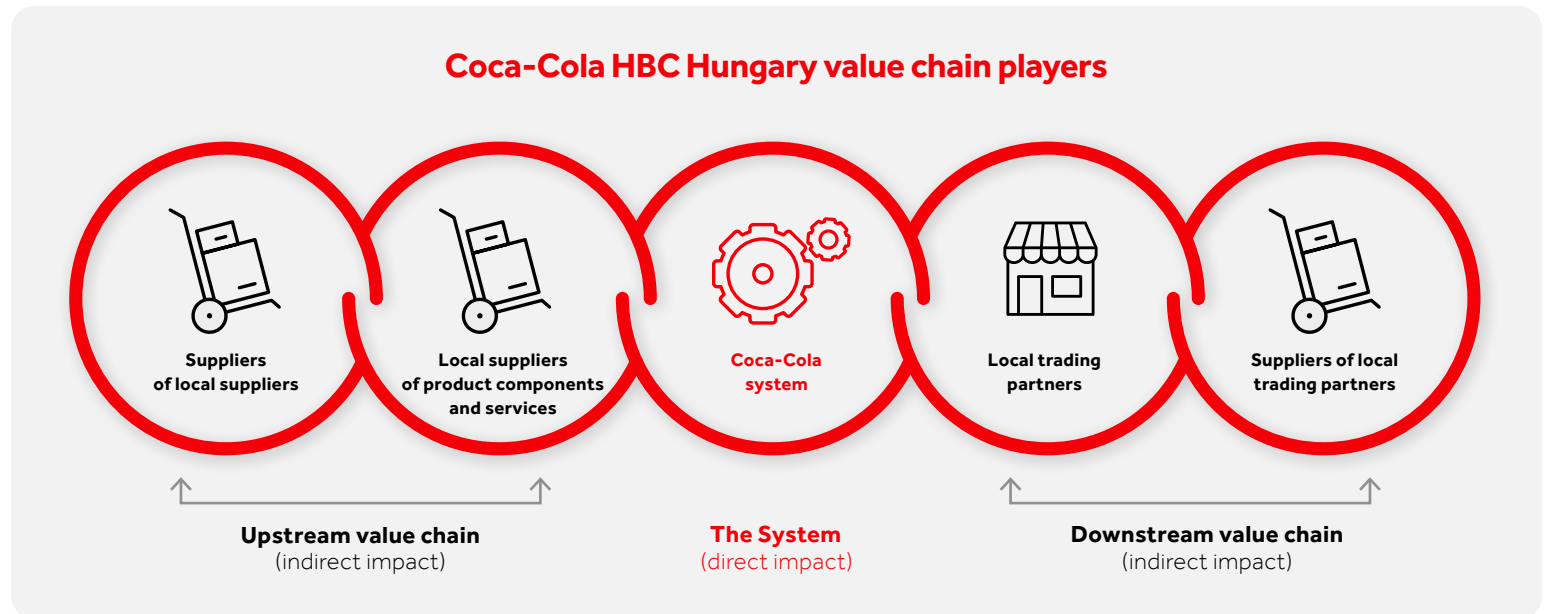 Coca-Cola HBC Hungary value chain players
Suppliers
of local suppliers
Local suppliers
of product components
and services
Coca-Cola
system
Local trading
partners
Suppliers of local
trading partners
Upstream value chain
(indirect impact)
The System
(direct impact)
Downstream value chain
(indirect impact)